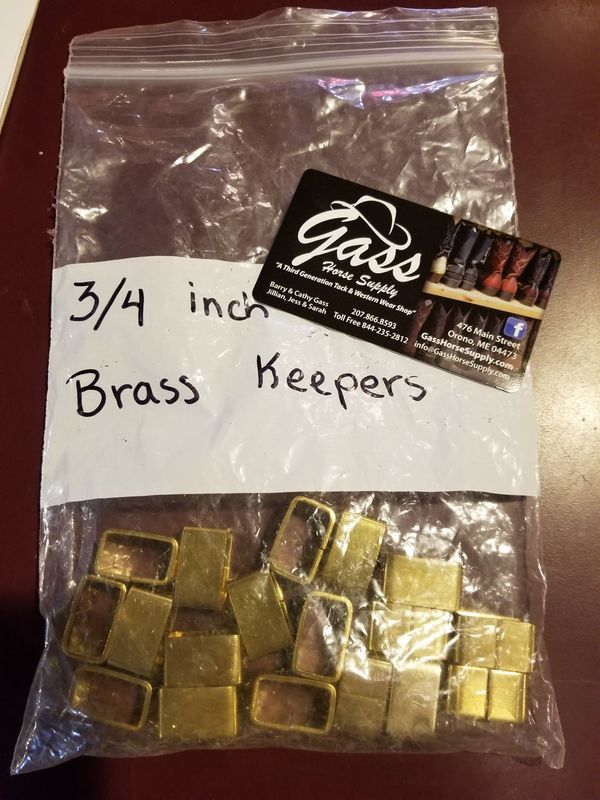 3/4 inch
Brass Keepers
Gass
Horse Supply
"A Third Generation Tack & Western Wear Shop"
Barry & Cathy Gass
Jillian, Jess & Sarah
207.866.8593
Toll Free 844-235-2812
f
476 Main Street
Orono, ME 04473
GassHorseSupply.com
info@GassHorseSupply.com